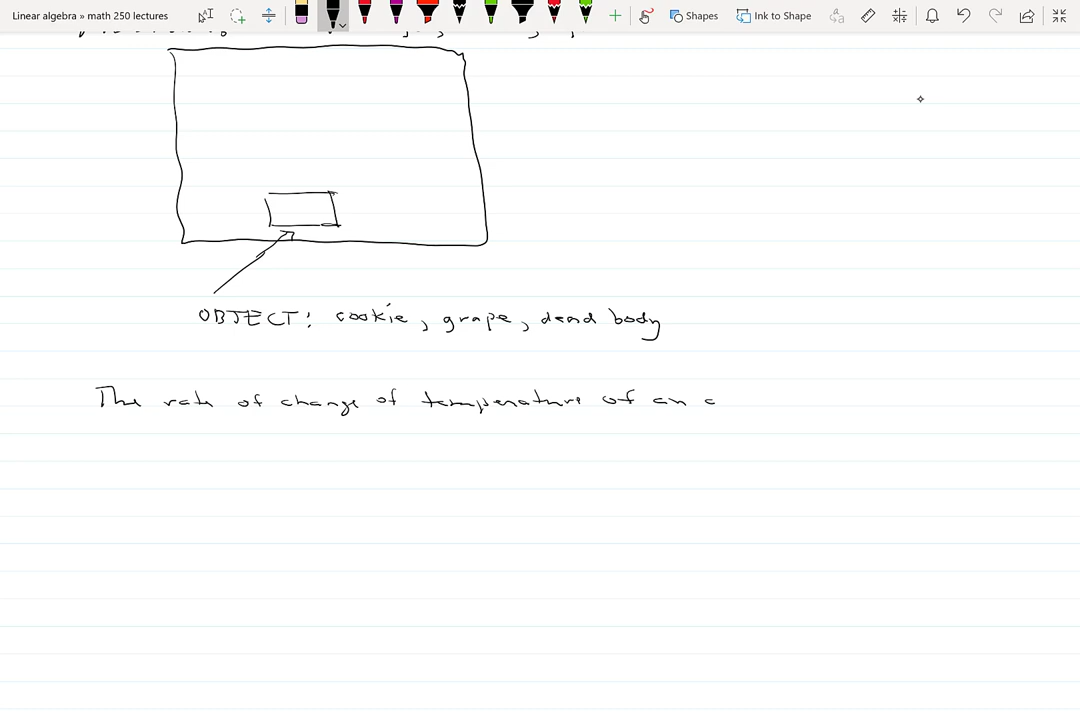 Linear algebra » math 250 lectures
Shapes
Ink to Shape
OBJECT: cookie, grape, dead body
The rate of change of temperature of an o